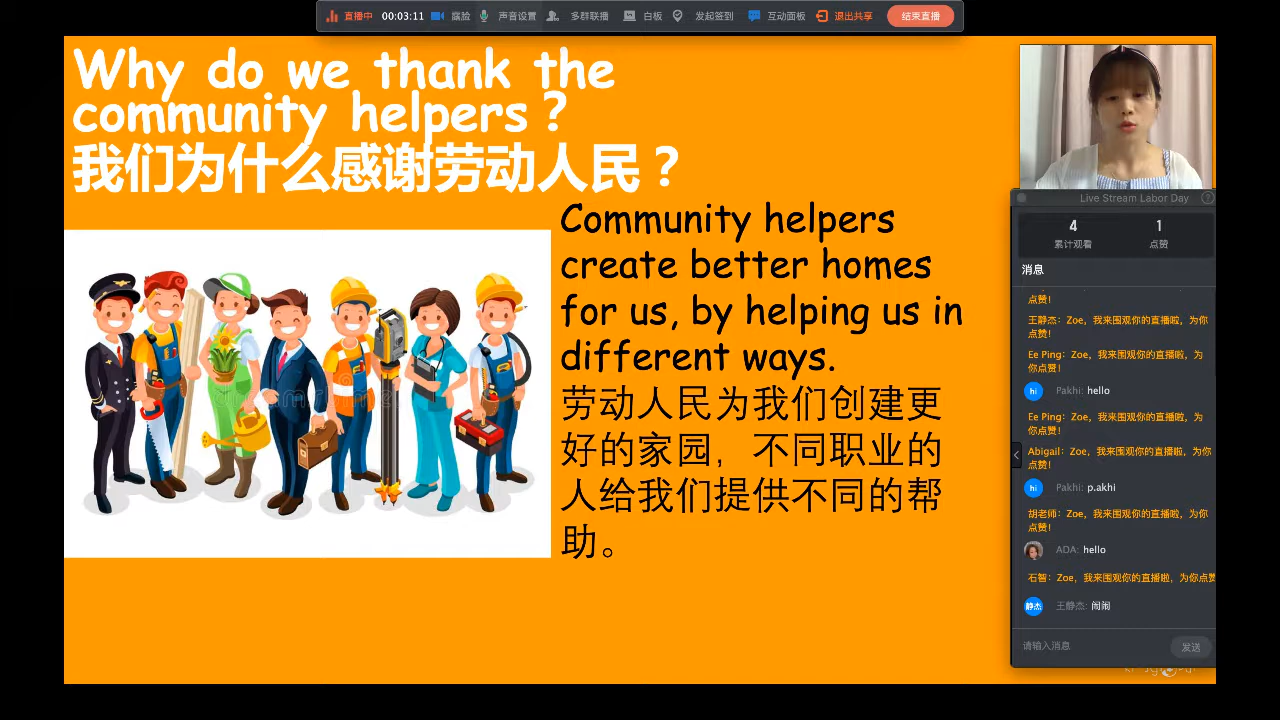 直播中 00:03:11 露脸 声音设置 多群联播 白板 发起签到 互动面板 退出共享 结束直播
Why do we thank the
community helpers？
我们为什么感谢劳动人民？
Community helpers
create better homes
for us, by helping us in
different ways.
劳动人民为我们创建更
好的家园，不同职业的
人给我们提供不同的帮
助。
dreamstime
Live Stream Labor Day
4 1
累计观看 点赞
消息
点赞!
王静杰：Zoe，我来围观你的直播啦，为你
点赞!
Ee Ping：Zoe，我来围观你的直播啦，为
你点赞!
hi Pakhi: hello
Ee Ping：Zoe，我来围观你的直播啦，为
你点赞!
Abigail：Zoe，我来围观你的直播啦，为你
点赞!
hi Pakhi: p.akhi
胡老师：Zoe，我来围观你的直播啦，为你
点赞!
ADA: hello
石智：Zoe，我来围观你的直播啦，为你点赞
静杰 王静杰: 闹闹
请输入消息 发送